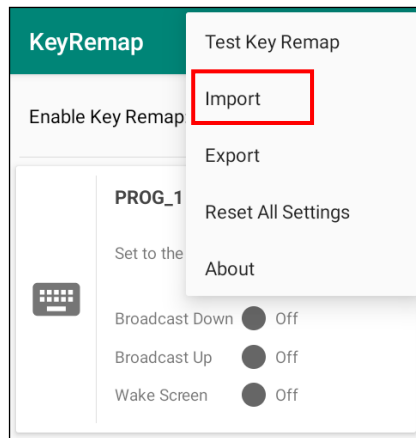 KeyRemap
Test Key Remap
Import
Enable Key Remap
Export
PROG_1
Reset All Settings
Set to the
About
Broadcast Down Off
Broadcast Up Off
Wake Screen Off